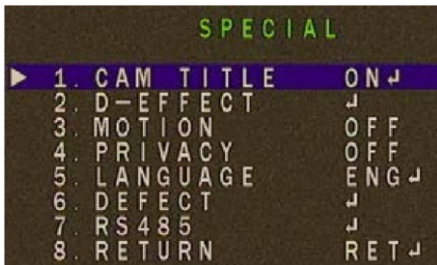 SPECIAL
▶ 1. CAM TITLE ON↲
2. D-EFFECT ↲
3. MOTION OFF
4. PRIVACY OFF
5. LANGUAGE ENG↲
6. DEFECT ↲
7. RS485 ↲
8. RETURN RET↲